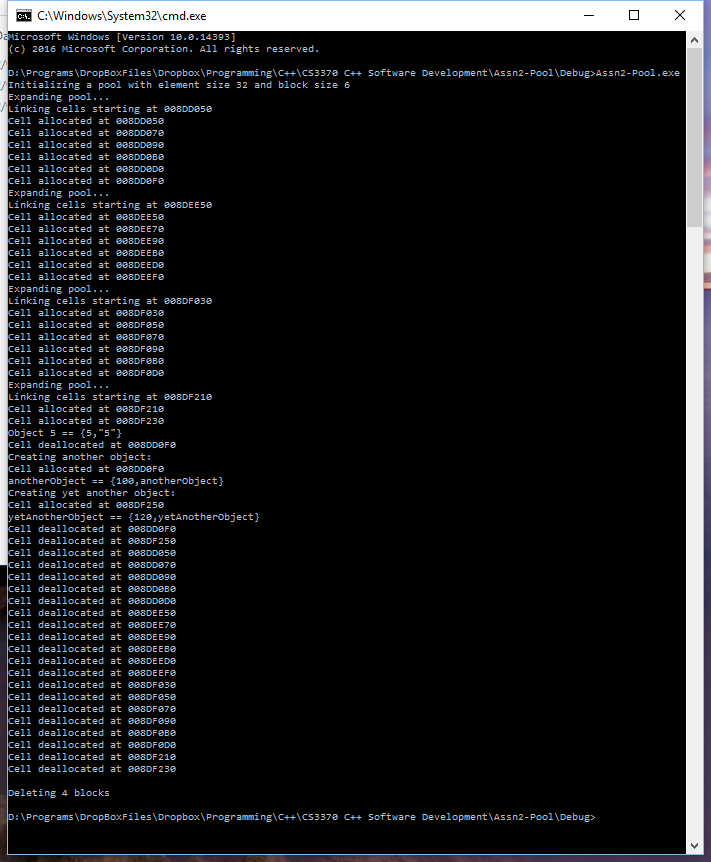 C:\Windows\System32\cmd.exe
Microsoft Windows [Version 10.0.14393]
(c) 2016 Microsoft Corporation. All rights reserved.
D:\Programs\DropBoxFiles\Dropbox\Programming\C++\CS3370 C++ Software Development\Assn2-Pool\Debug>Assn2-Pool.exe
Initializing a pool with element size 32 and block size 6
Expanding pool...
Linking cells starting at 008DD050
Cell allocated at 008DD050
Cell allocated at 008DD070
Cell allocated at 008DD090
Cell allocated at 008DD0B0
Cell allocated at 008DD0D0
Cell allocated at 008DD0F0
Expanding pool...
Linking cells starting at 008DEE50
Cell allocated at 008DEE50
Cell allocated at 008DEE70
Cell allocated at 008DEE90
Cell allocated at 008DEEB0
Cell allocated at 008DEED0
Cell allocated at 008DEEF0
Expanding pool...
Linking cells starting at 008DF030
Cell allocated at 008DF030
Cell allocated at 008DF050
Cell allocated at 008DF070
Cell allocated at 008DF090
Cell allocated at 008DF0B0
Cell allocated at 008DF0D0
Expanding pool...
Linking cells starting at 008DF210
Cell allocated at 008DF210
Cell allocated at 008DF230
Object 5 == {5,"5"}
Cell deallocated at 008DD0F0
Creating another object:
Cell allocated at 008DD0F0
anotherObject == {100,anotherObject}
Creating yet another object:
Cell allocated at 008DF250
yetAnotherObject == {120,yetAnotherObject}
Cell deallocated at 008DD0F0
Cell deallocated at 008DF250
Cell deallocated at 008DD050
Cell deallocated at 008DD070
Cell deallocated at 008DD090
Cell deallocated at 008DD0B0
Cell deallocated at 008DD0D0
Cell deallocated at 008DEE50
Cell deallocated at 008DEE70
Cell deallocated at 008DEE90
Cell deallocated at 008DEEB0
Cell deallocated at 008DEED0
Cell deallocated at 008DEEF0
Cell deallocated at 008DF030
Cell deallocated at 008DF050
Cell deallocated at 008DF070
Cell deallocated at 008DF090
Cell deallocated at 008DF0B0
Cell deallocated at 008DF0D0
Cell deallocated at 008DF210
Cell deallocated at 008DF230
Deleting 4 blocks
D:\Programs\DropBoxFiles\Dropbox\Programming\C++\CS3370 C++ Software Development\Assn2-Pool\Debug>